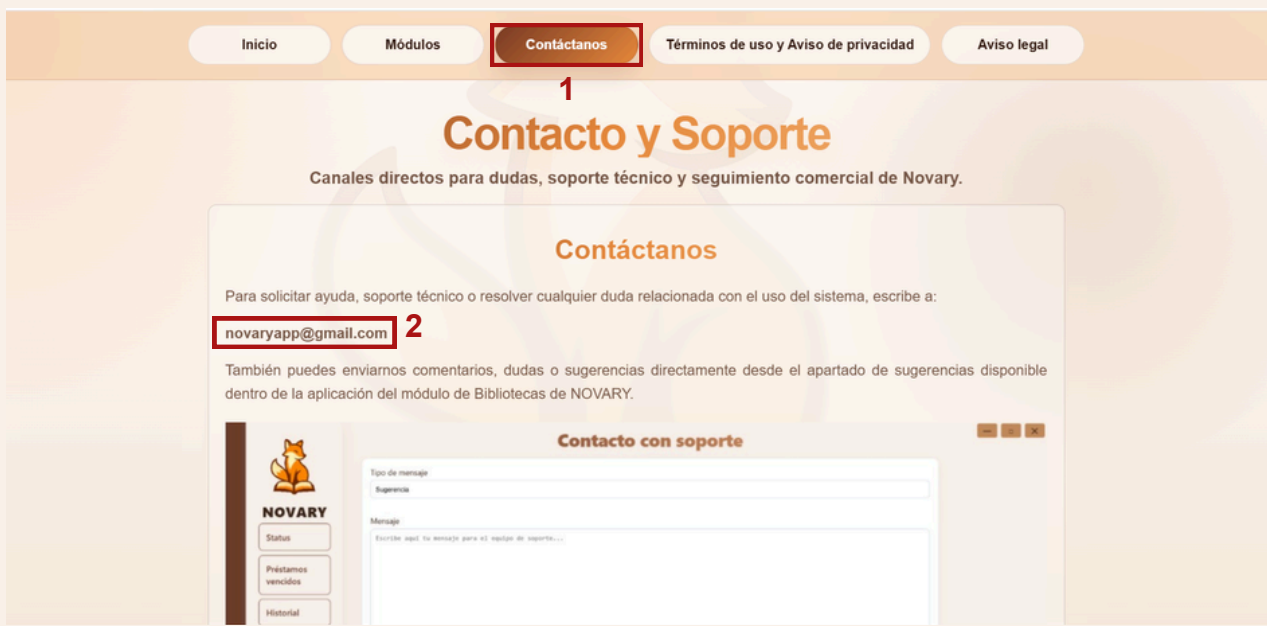 Inicio
Módulos
Contáctanos
Términos de uso y Aviso de privacidad
Aviso legal
1
Contacto y Soporte
Canales directos para dudas, soporte técnico y seguimiento comercial de Novary.
Contáctanos
Para solicitar ayuda, soporte técnico o resolver cualquier duda relacionada con el uso del sistema, escribe a:
novaryapp@gmail.com
2
También puedes enviarnos comentarios, dudas o sugerencias directamente desde el apartado de sugerencias disponible
dentro de la aplicación del módulo de Bibliotecas de NOVARY.
Contacto con soporte
NOVARY
Status
Préstamos
vencidos
Historial
Tipo de mensaje
Sugerencia
Mensaje
Escribe aquí tu mensaje para el equipo de soporte...